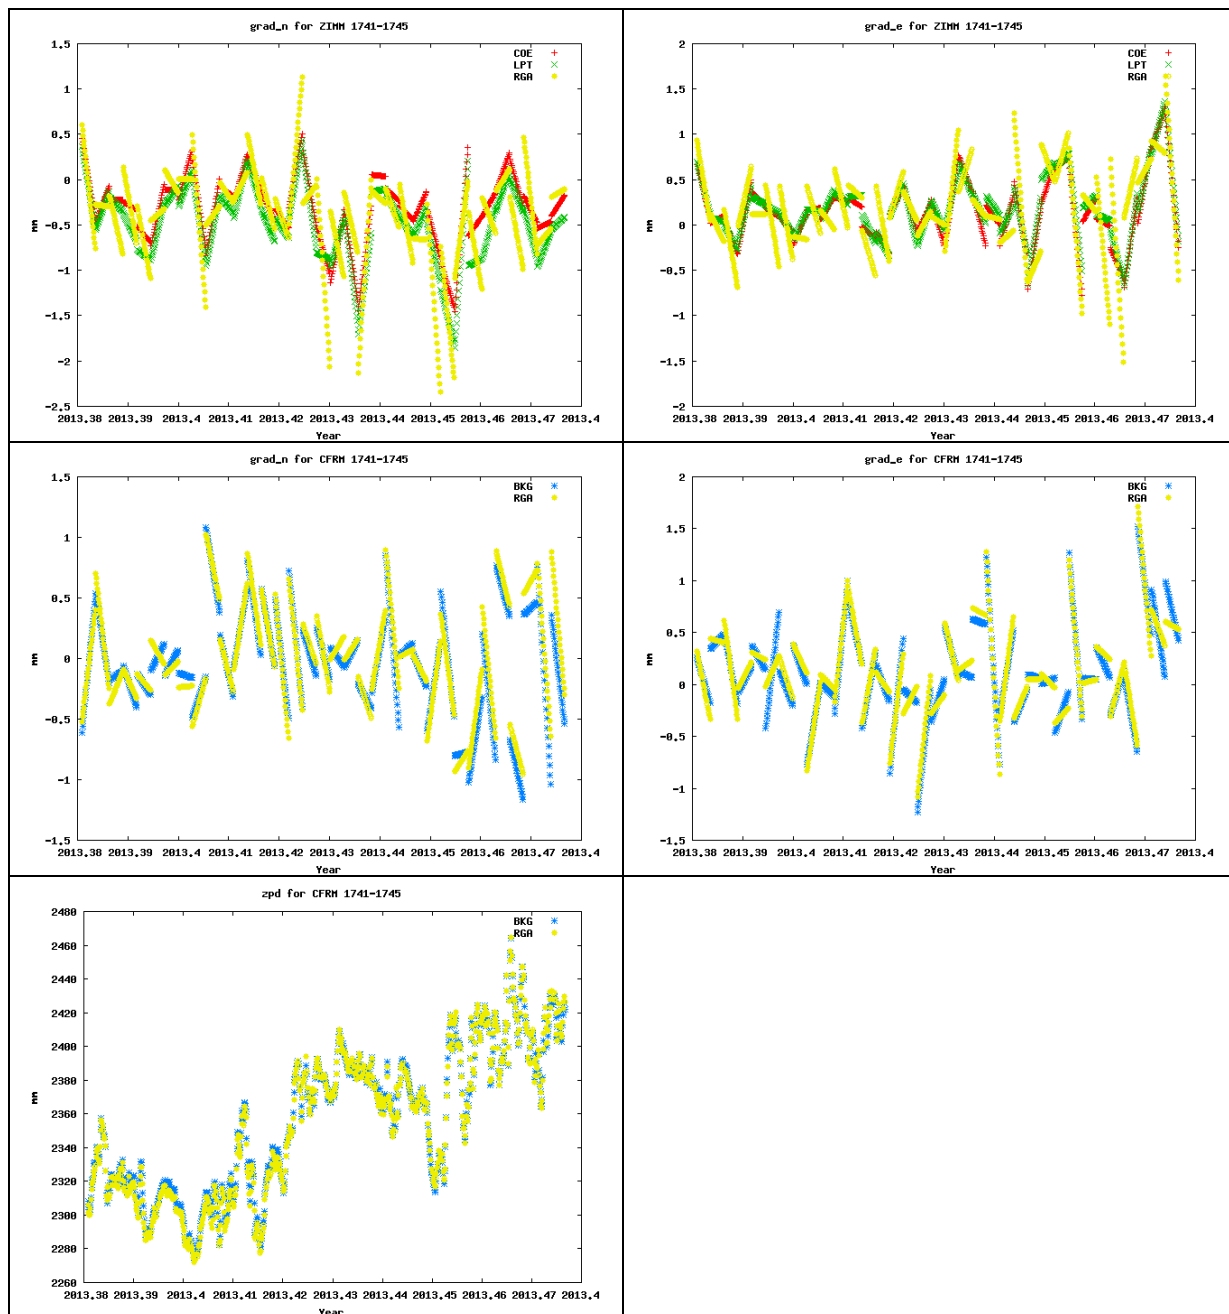 grad_n for ZIMM 1741-1745
COE
LPT
RGA
1.5
1
0.5
0
-0.5
-1
-1.5
-2
-2.5
mm
2013.38 2013.39 2013.4 2013.41 2013.42 2013.43 2013.44 2013.45 2013.46 2013.47 2013.4
Year
grad_e for ZIMM 1741-1745
COE
LPT
RGA
2
1.5
1
0.5
0
-0.5
-1
-1.5
-2
mm
2013.38 2013.39 2013.4 2013.41 2013.42 2013.43 2013.44 2013.45 2013.46 2013.47 2013.4
Year
grad_n for CFRM 1741-1745
BKG
RGA
1.5
1
0.5
0
-0.5
-1
-1.5
mm
2013.38 2013.39 2013.4 2013.41 2013.42 2013.43 2013.44 2013.45 2013.46 2013.47 2013.4
Year
grad_e for CFRM 1741-1745
BKG
RGA
2
1.5
1
0.5
0
-0.5
-1
-1.5
mm
2013.38 2013.39 2013.4 2013.41 2013.42 2013.43 2013.44 2013.45 2013.46 2013.47 2013.4
Year
zpd for CFRM 1741-1745
BKG
RGA
2480
2460
2440
2420
2400
2380
2360
2340
2320
2300
2280
2260
mm
2013.38 2013.39 2013.4 2013.41 2013.42 2013.43 2013.44 2013.45 2013.46 2013.47 2013.4
Year